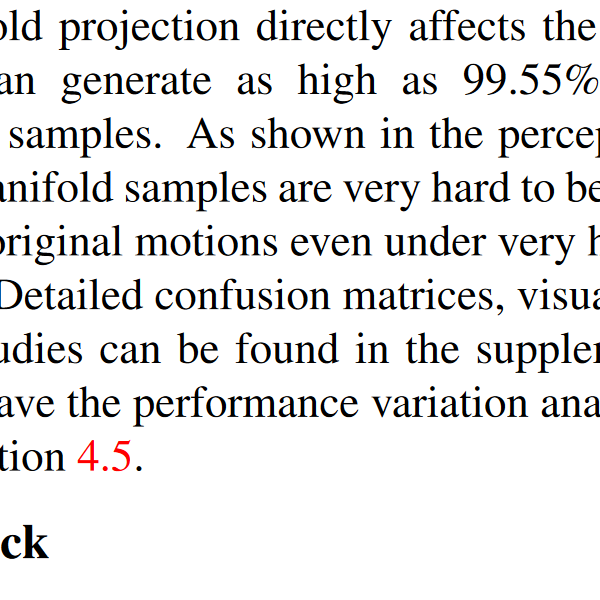 old projection directly affects the
an generate as high as 99.55%
samples. As shown in the percep
anifold samples are very hard to be
original motions even under very h
Detailed confusion matrices, visua
udies can be found in the supplem
ave the performance variation ana
tion 4.5.
ck